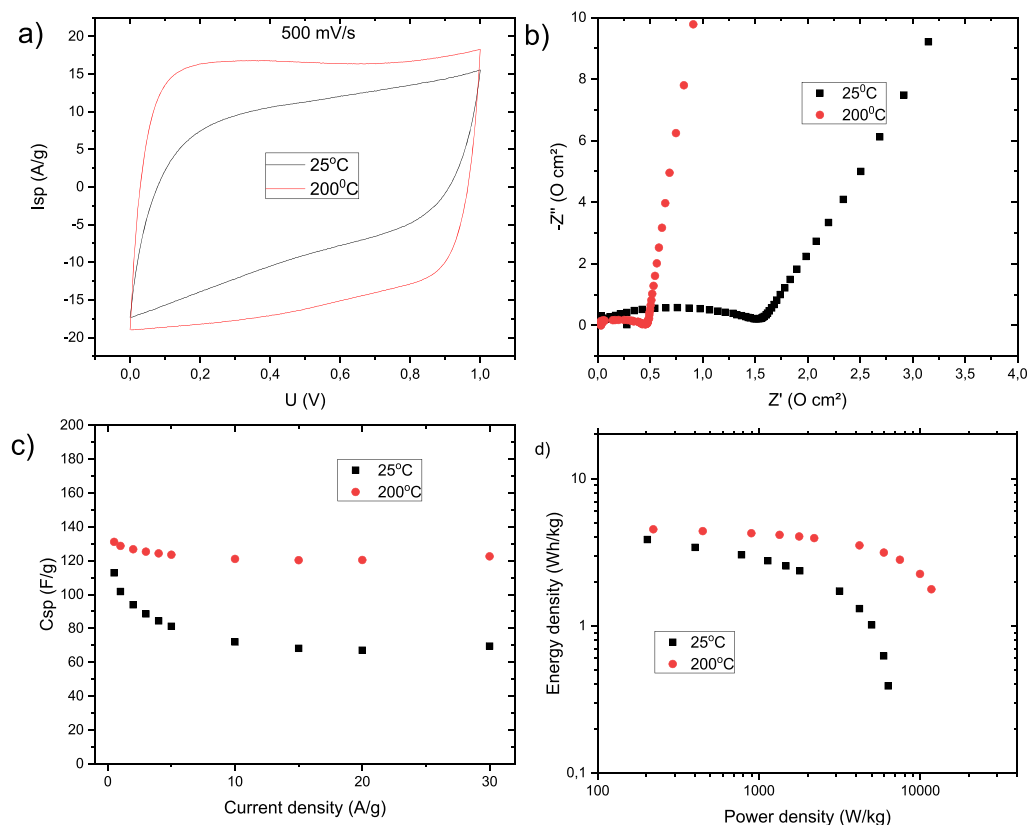 a)
500 mV/s
20
15
10
5
0
-5
-10
-15
-20
Isp (A/g)
25°C
200⁰C
0,0 0,2 0,4 0,6 0,8 1,0
U (V)
b)
10
8
6
4
2
0
-Z'' (O cm²)
25⁰C
200⁰C
0,0 0,5 1,0 1,5 2,0 2,5 3,0 3,5 4,0
Z' (O cm²)
c)
200
180
160
140
120
100
80
60
40
20
0
Csp (F/g)
25°C
200°C
0 10 20 30
Current density (A/g)
d)
10
1
0,1
Energy density (Wh/kg)
25°C
200°C
100 1000 10000
Power density (W/kg)